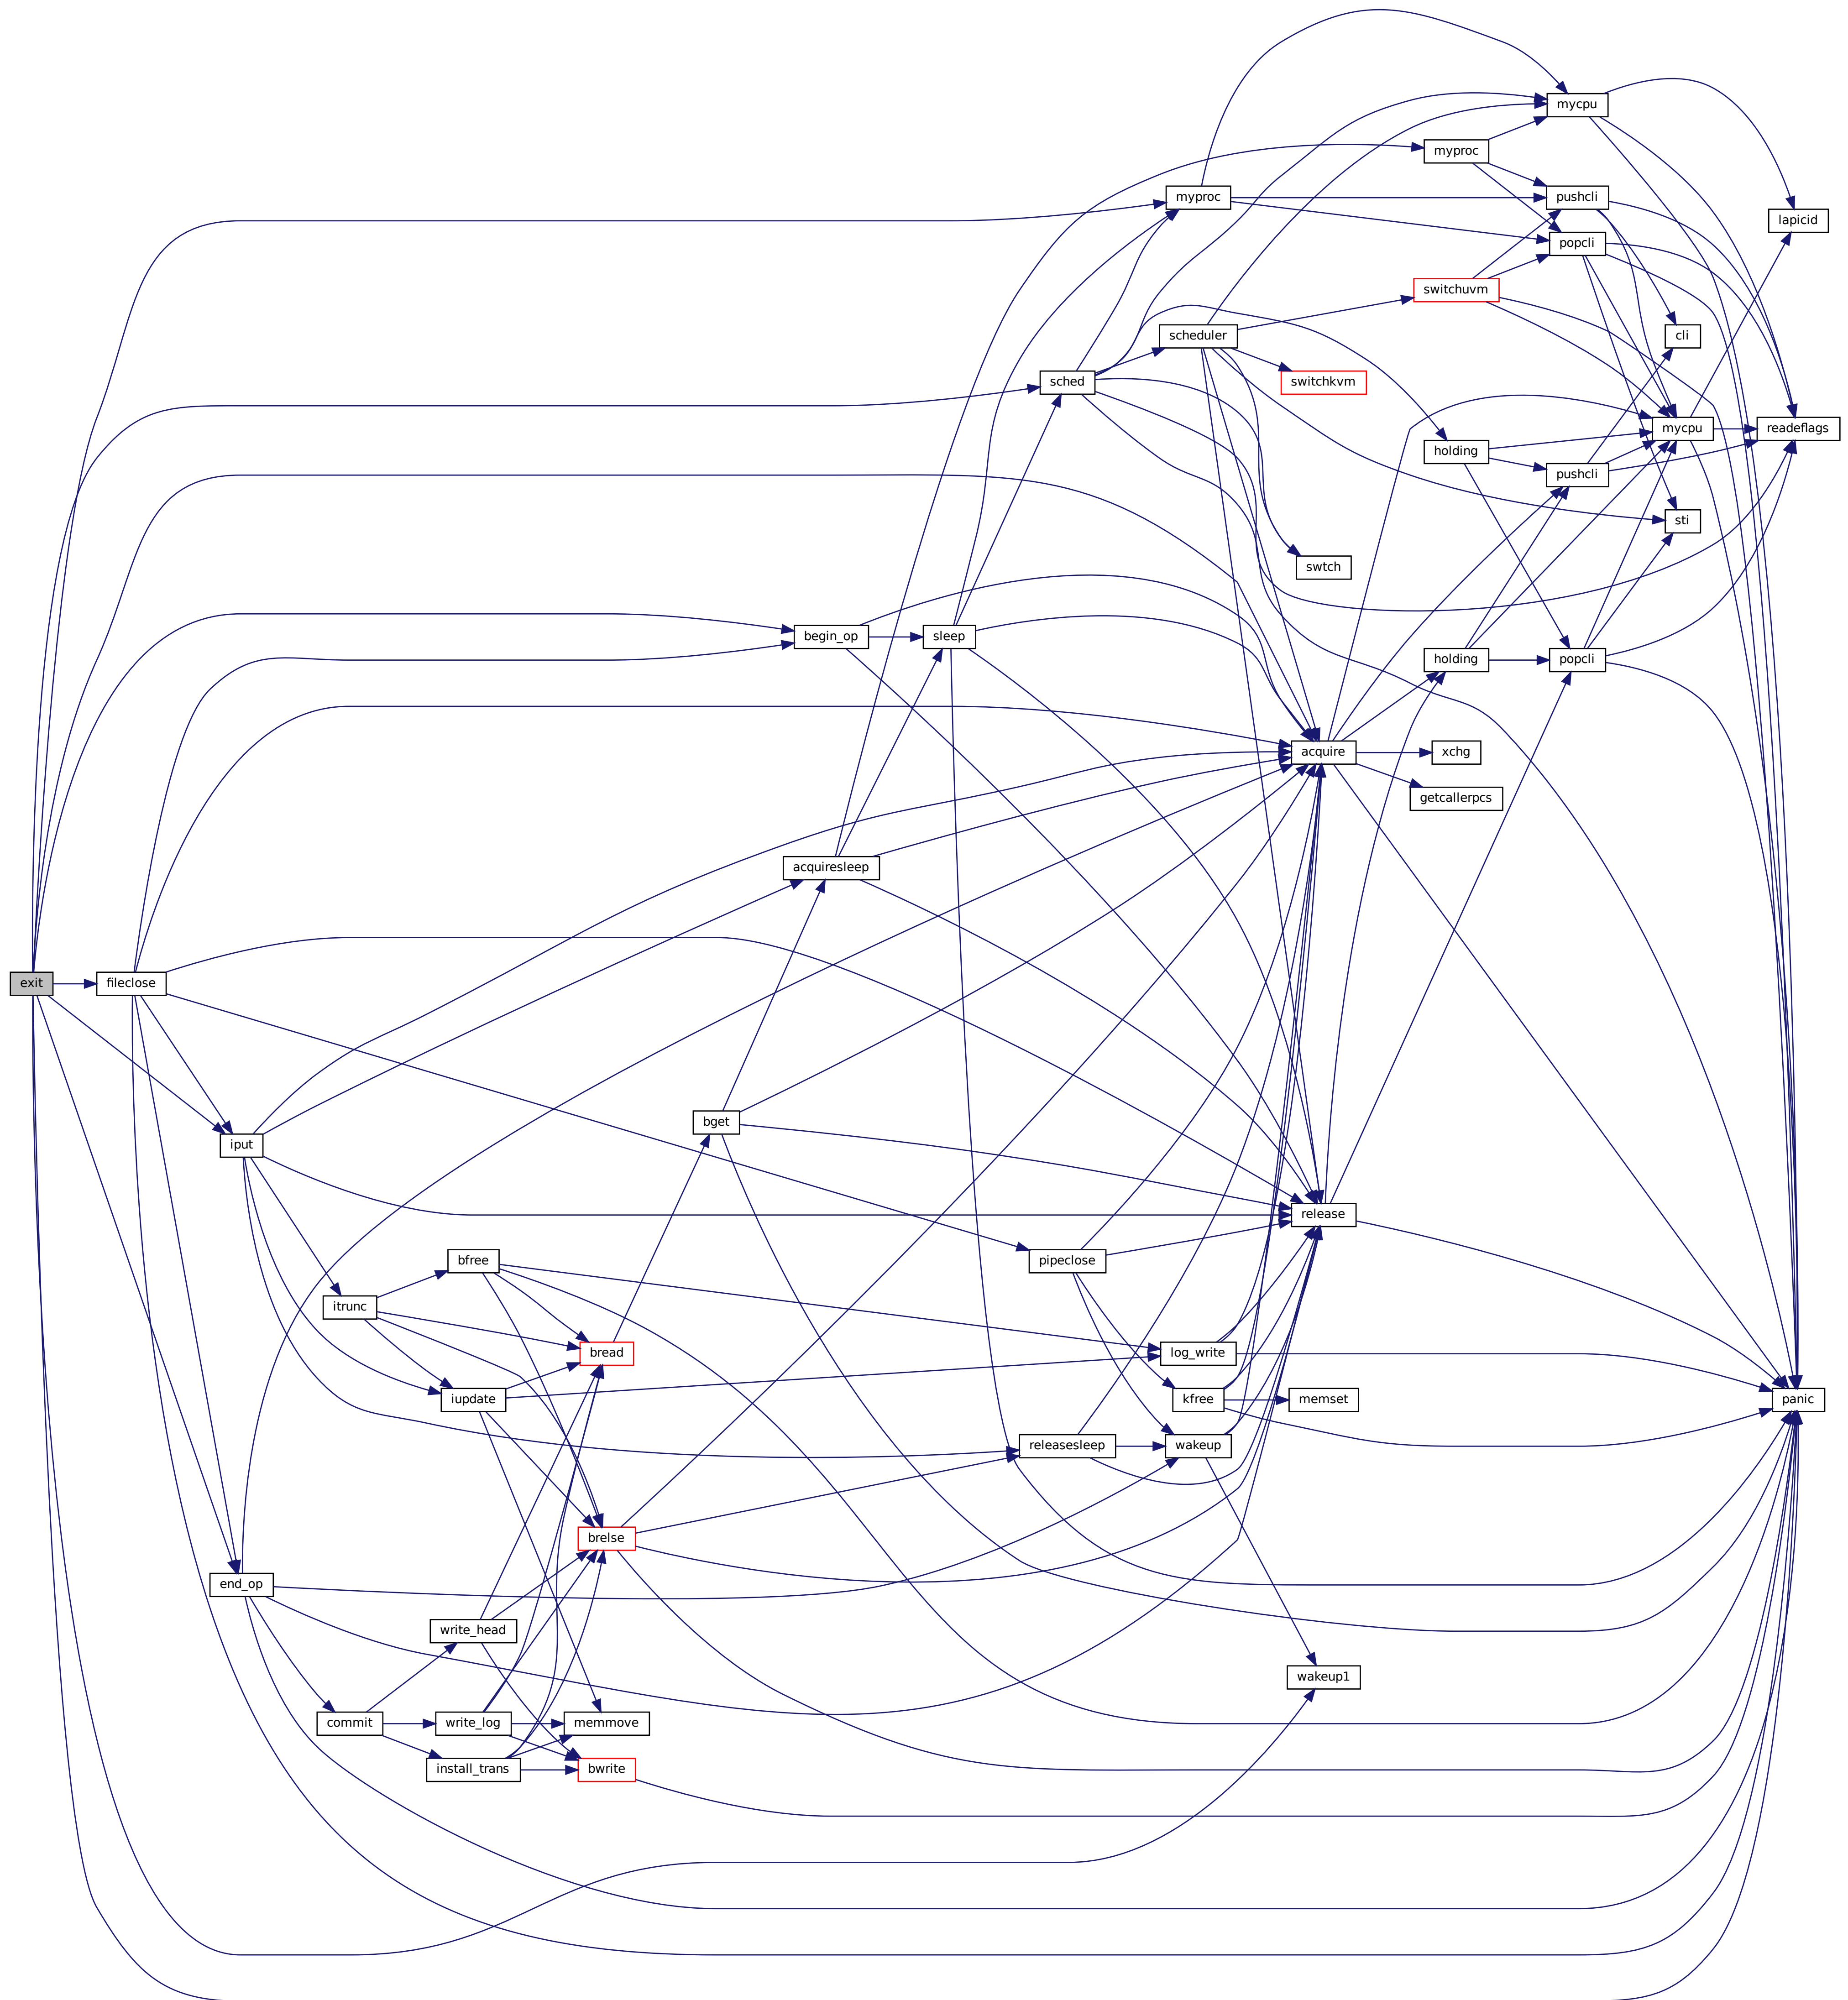 mycpu
myproc
pushcli
myproc
lapicid
popcli
switchuvm
scheduler
cli
switchkvm
sched
mycpu
readeflags
holding
pushcli
sti
swtch
begin_op
sleep
holding
popcli
acquire
xchg
getcallerpcs
acquiresleep
exit
fileclose
bget
iput
release
bfree
pipeclose
itrunc
bread
log_write
iupdate
kfree
memset
panic
releasesleep
wakeup
brelse
end_op
write_head
wakeup1
commit
write_log
memmove
install_trans
bwrite